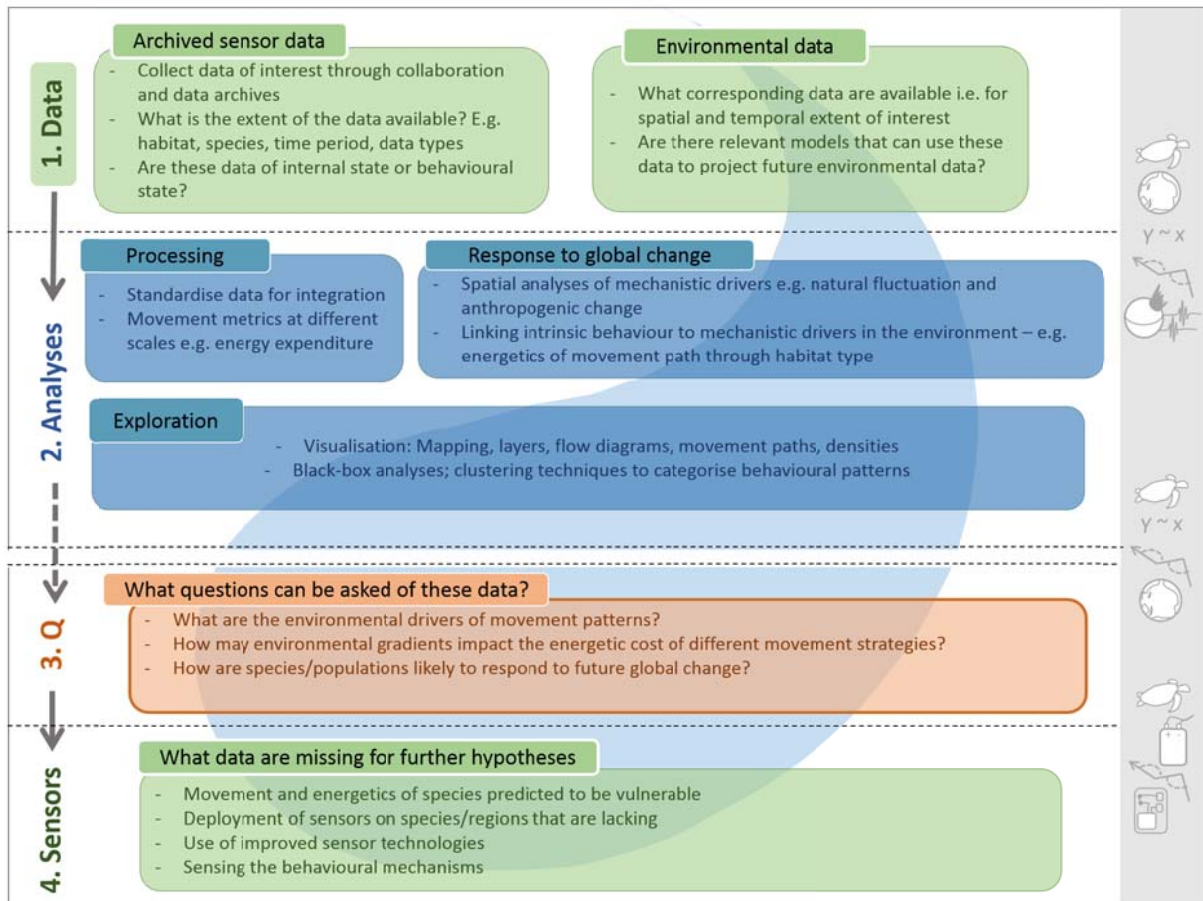 1. Data
Archived sensor data
- Collect data of interest through collaboration
and data archives
- What is the extent of the data available? E.g.
habitat, species, time period, data types
- Are these data of internal state or behavioural
state?
Environmental data
- What corresponding data are available i.e. for
spatial and temporal extent of interest
- Are there relevant models that can use these
data to project future environmental data?
Y ~ X
2. Analyses
Processing
- Standardise data for integration
- Movement metrics at different
scales e.g. energy expenditure
Response to global change
- Spatial analyses of mechanistic drivers e.g. natural fluctuation and
anthropogenic change
- Linking intrinsic behaviour to mechanistic drivers in the environment – e.g.
energetics of movement path through habitat type
Exploration
- Visualisation: Mapping, layers, flow diagrams, movement paths, densities
- Black-box analyses; clustering techniques to categorise behavioural patterns
Y ~ X
3. Q
What questions can be asked of these data?
- What are the environmental drivers of movement patterns?
- How may environmental gradients impact the energetic cost of different movement strategies?
- How are species/populations likely to respond to future global change?
4. Sensors
What data are missing for further hypotheses
- Movement and energetics of species predicted to be vulnerable
- Deployment of sensors on species/regions that are lacking
- Use of improved sensor technologies
- Sensing the behavioural mechanisms